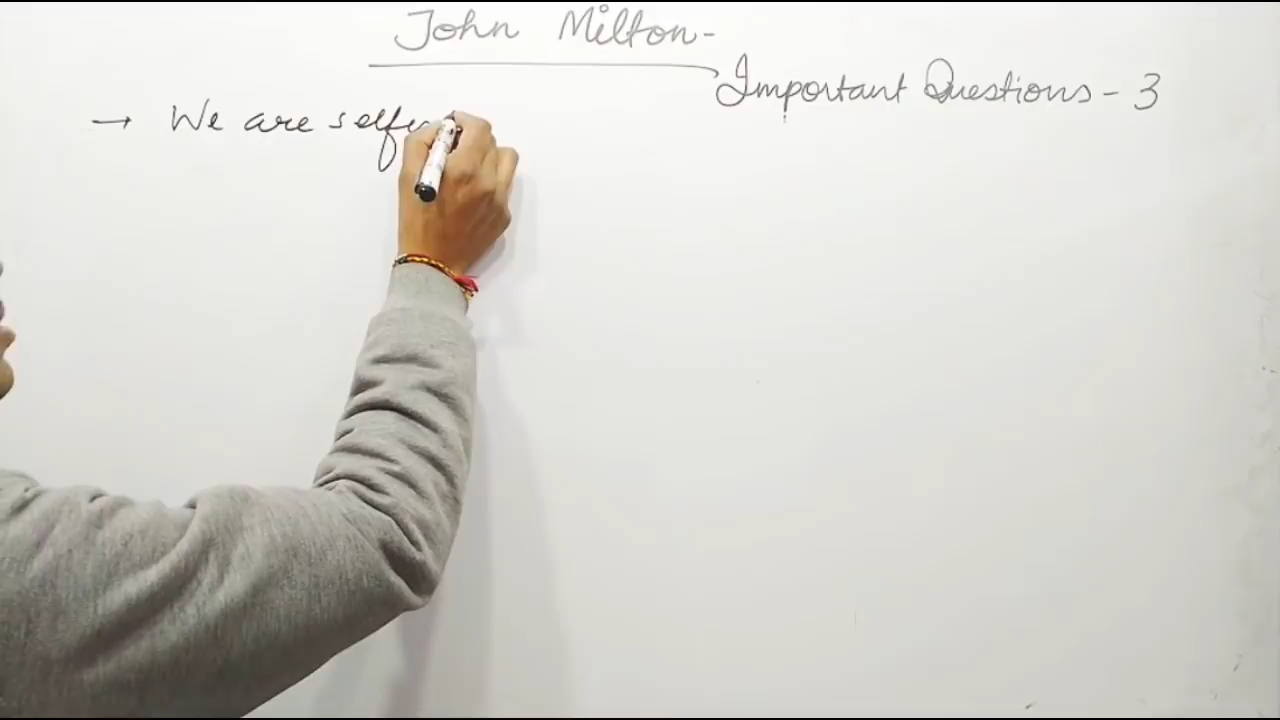 John Milton-
Important Questions - 3
→ We are self